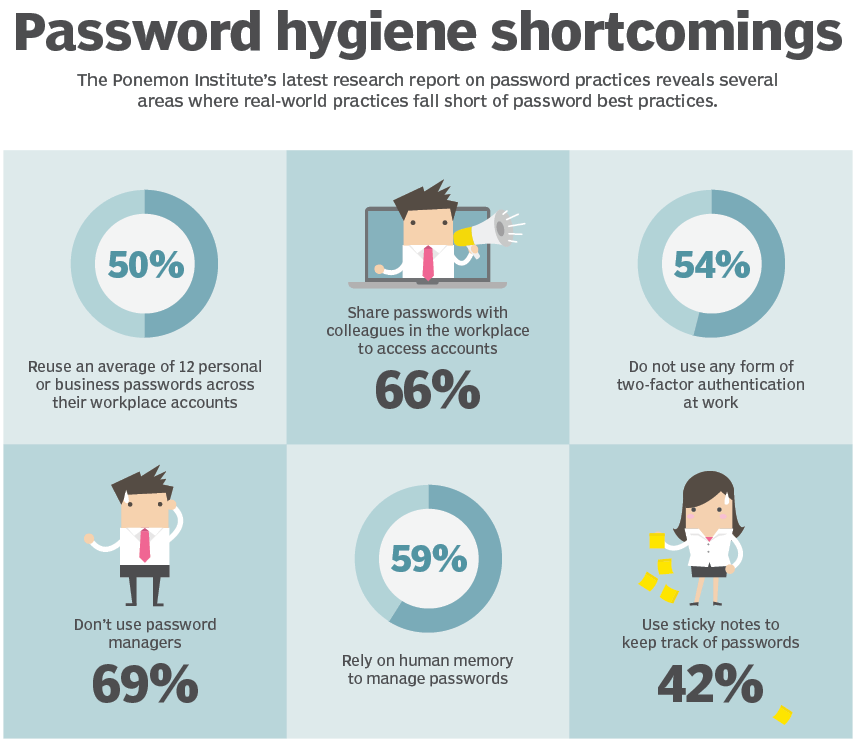 Password hygiene shortcomings
The Ponemon Institute's latest research report on password practices reveals several
areas where real-world practices fall short of password best practices.
50%
Reuse an average of 12 personal
or business passwords across
their workplace accounts
Share passwords with
colleagues in the workplace
to access accounts
66%
54%
Do not use any form of
two-factor authentication
at work
Don't use password
managers
69%
59%
Rely on human memory
to manage passwords
Use sticky notes to
keep track of passwords
42%